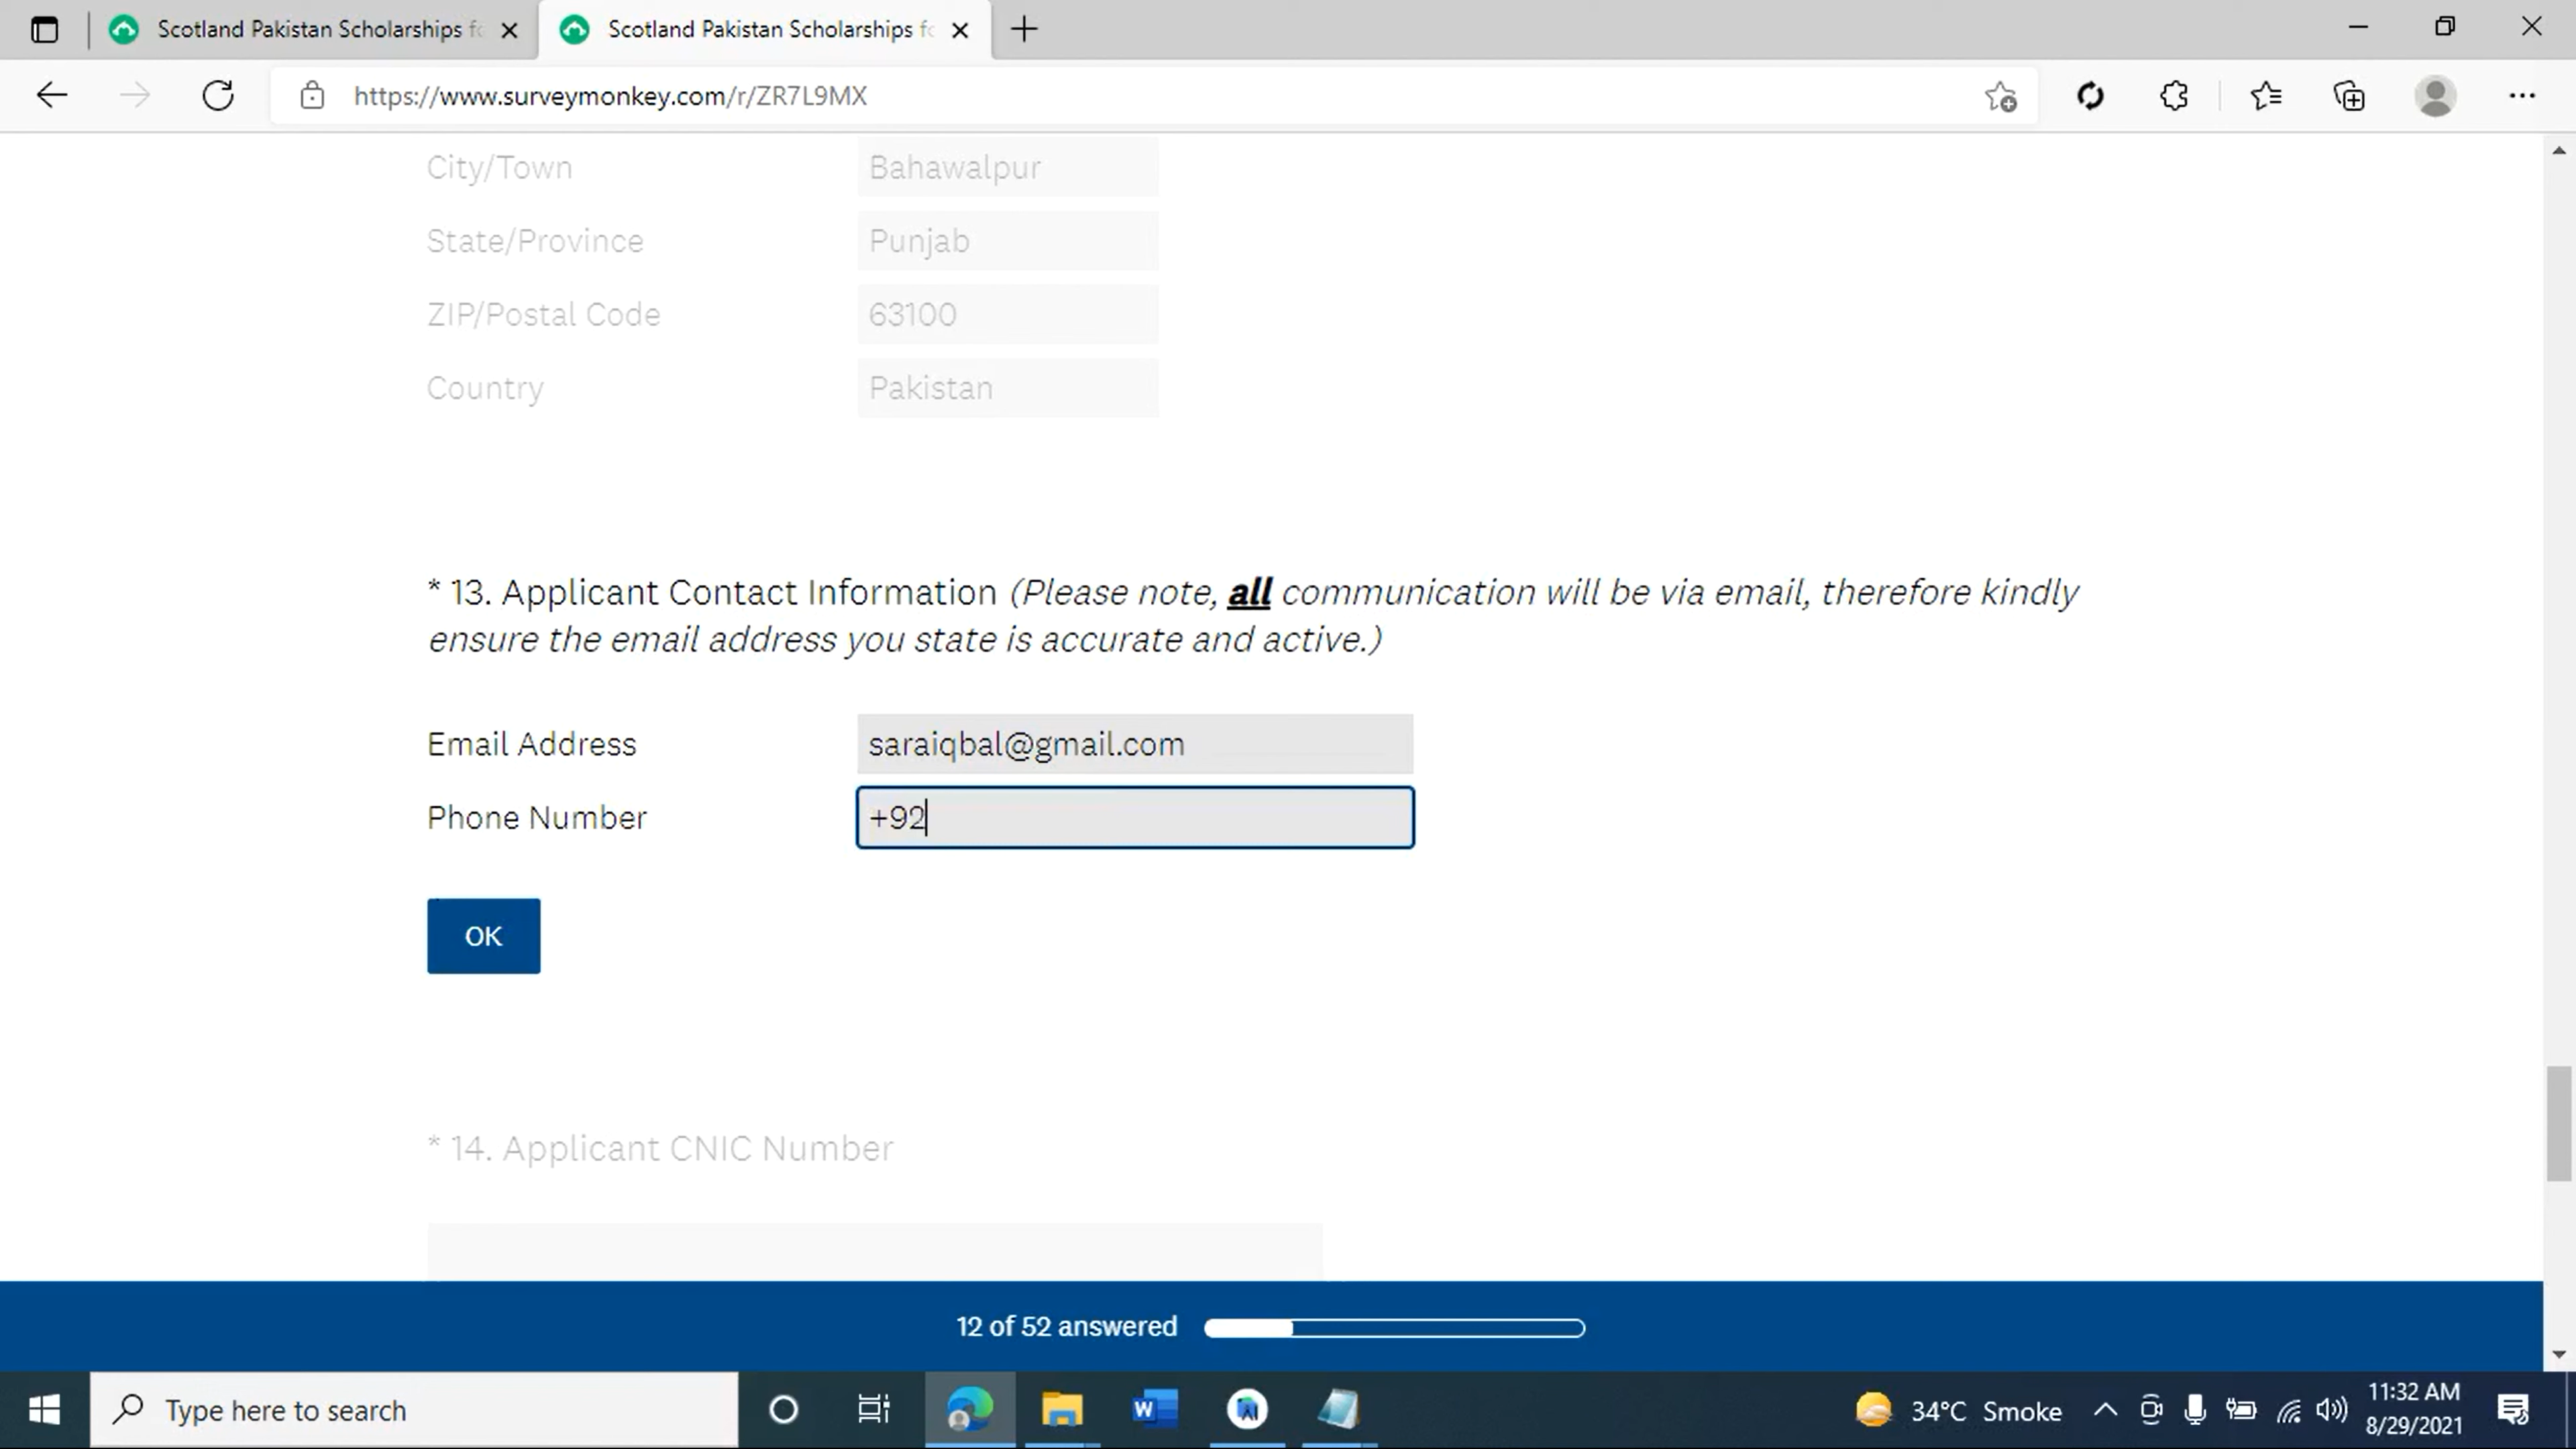 Scotland Pakistan Scholarships
Scotland Pakistan Scholarships
https://www.surveymonkey.com/r/ZR7L9MX
City/Town Bahawalpur
State/Province Punjab
ZIP/Postal Code 63100
Country Pakistan
* 13. Applicant Contact Information (Please note, all communication will be via email, therefore kindly
ensure the email address you state is accurate and active.)
Email Address saraiqbal@gmail.com
Phone Number +92
OK
* 14. Applicant CNIC Number
12 of 52 answered
Type here to search
34°C Smoke
11:32 AM
8/29/2021